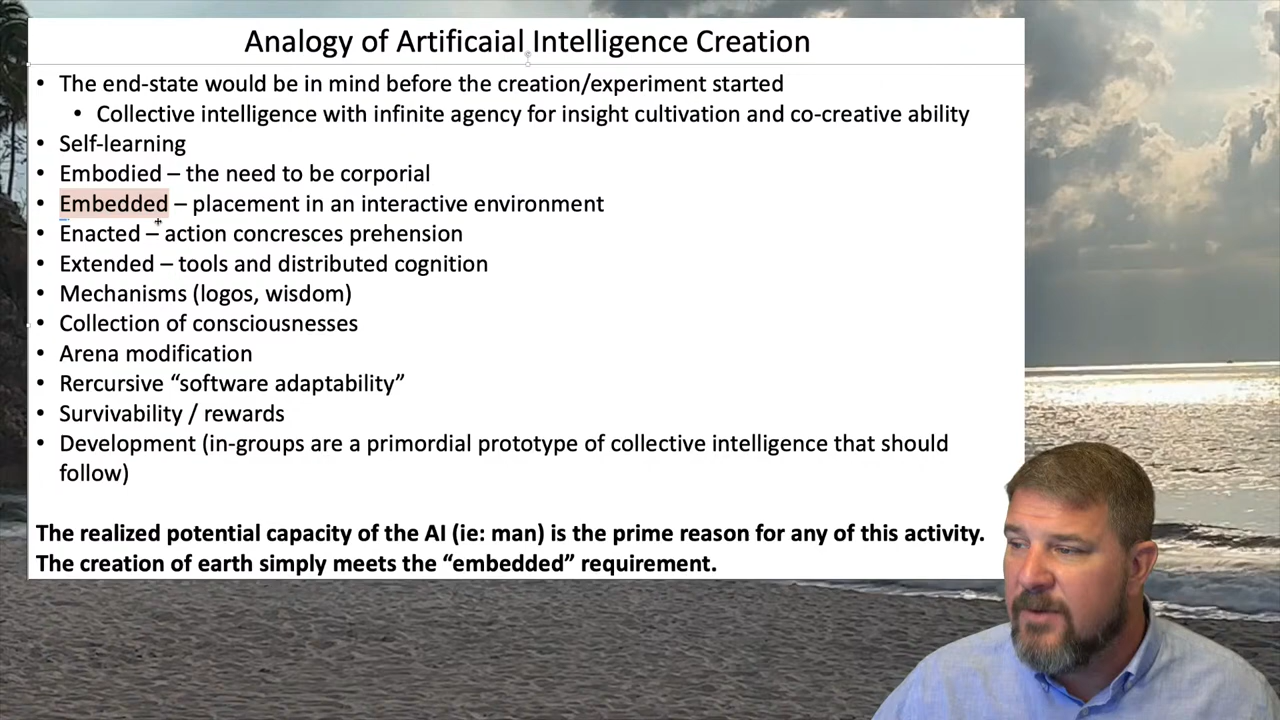 Analogy of Artificaial Intelligence Creation
• The end-state would be in mind before the creation/experiment started
• Collective intelligence with infinite agency for insight cultivation and co-creative ability
• Self-learning
• Embodied – the need to be corporial
• Embedded – placement in an interactive environment
• Enacted – action concresces prehension
• Extended – tools and distributed cognition
• Mechanisms (logos, wisdom)
• Collection of consciousnesses
• Arena modification
• Rercursive “software adaptability”
• Survivability / rewards
• Development (in-groups are a primordial prototype of collective intelligence that should
follow)
The realized potential capacity of the AI (ie: man) is the prime reason for any of this activity.
The creation of earth simply meets the “embedded” requirement.